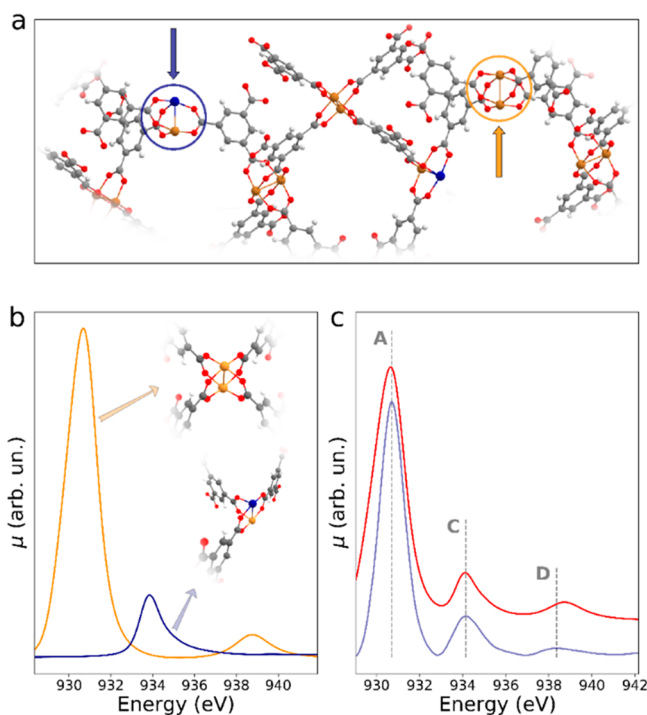 a
b
c
A
C
D
μ (arb. un.)
μ (arb. un.)
930 932 934 936 938 940
930 932 934 936 938 940 942
Energy (eV)
Energy (eV)